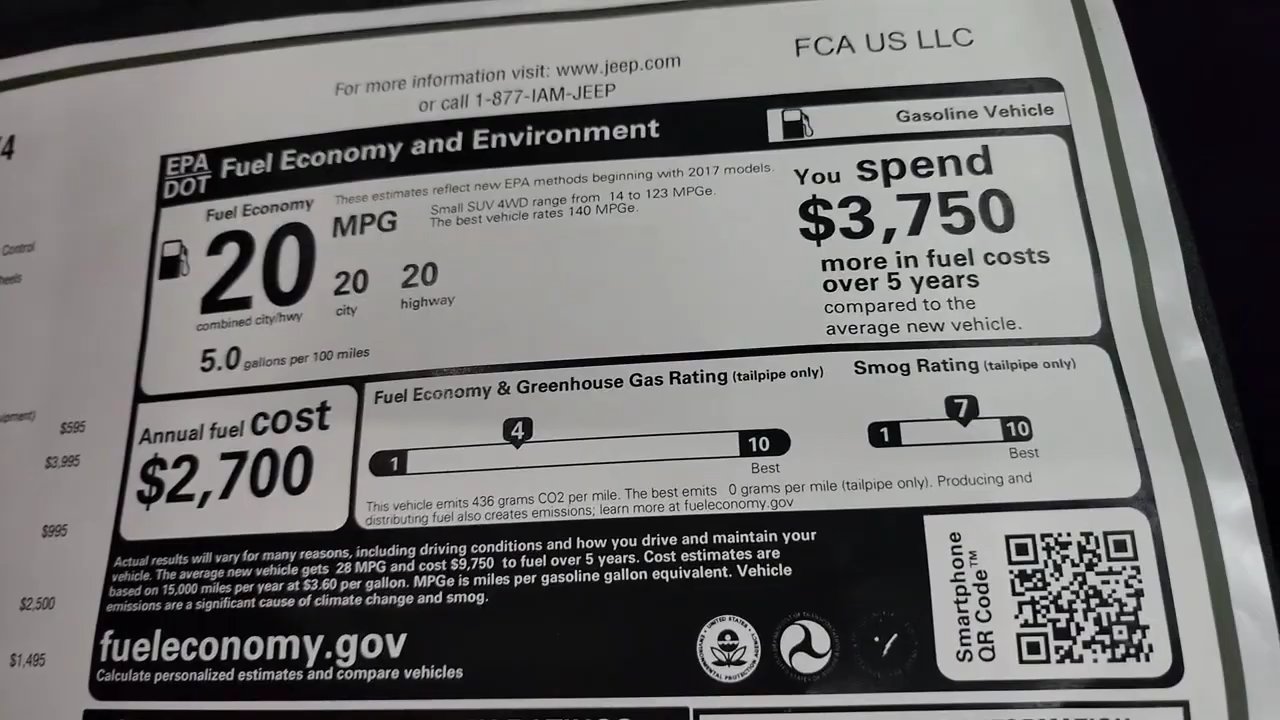 FCA US LLC
For more information visit: www.jeep.com
or call 1-877-IAM-JEEP
EPA
DOT
Fuel Economy and Environment
Gasoline Vehicle
These estimates reflect new EPA methods beginning with 2017 models.
Fuel Economy
20
MPG
Small SUV 4WD range from 14 to 123 MPGe.
The best vehicle rates 140 MPGe.
20
city
20
highway
combined city/hwy
5.0 gallons per 100 miles
You spend
$3,750
more in fuel costs
over 5 years
compared to the
average new vehicle.
Annual fuel cost
$2,700
Fuel Economy & Greenhouse Gas Rating (tailpipe only)
4
1
10
Best
Smog Rating (tailpipe only)
7
1
10
Best
This vehicle emits 436 grams CO2 per mile. The best emits 0 grams per mile (tailpipe only). Producing and
distributing fuel also creates emissions; learn more at fueleconomy.gov
Actual results will vary for many reasons, including driving conditions and how you drive and maintain your
vehicle. The average new vehicle gets 28 MPG and cost $9,750 to fuel over 5 years. Cost estimates are
based on 15,000 miles per year at $3.60 per gallon. MPGe is miles per gasoline gallon equivalent. Vehicle
emissions are a significant cause of climate change and smog.
fueleconomy.gov
Calculate personalized estimates and compare vehicles
Smartphone
QR Code™
4
Control
$595
$3,995
$995
$2,500
$1,495